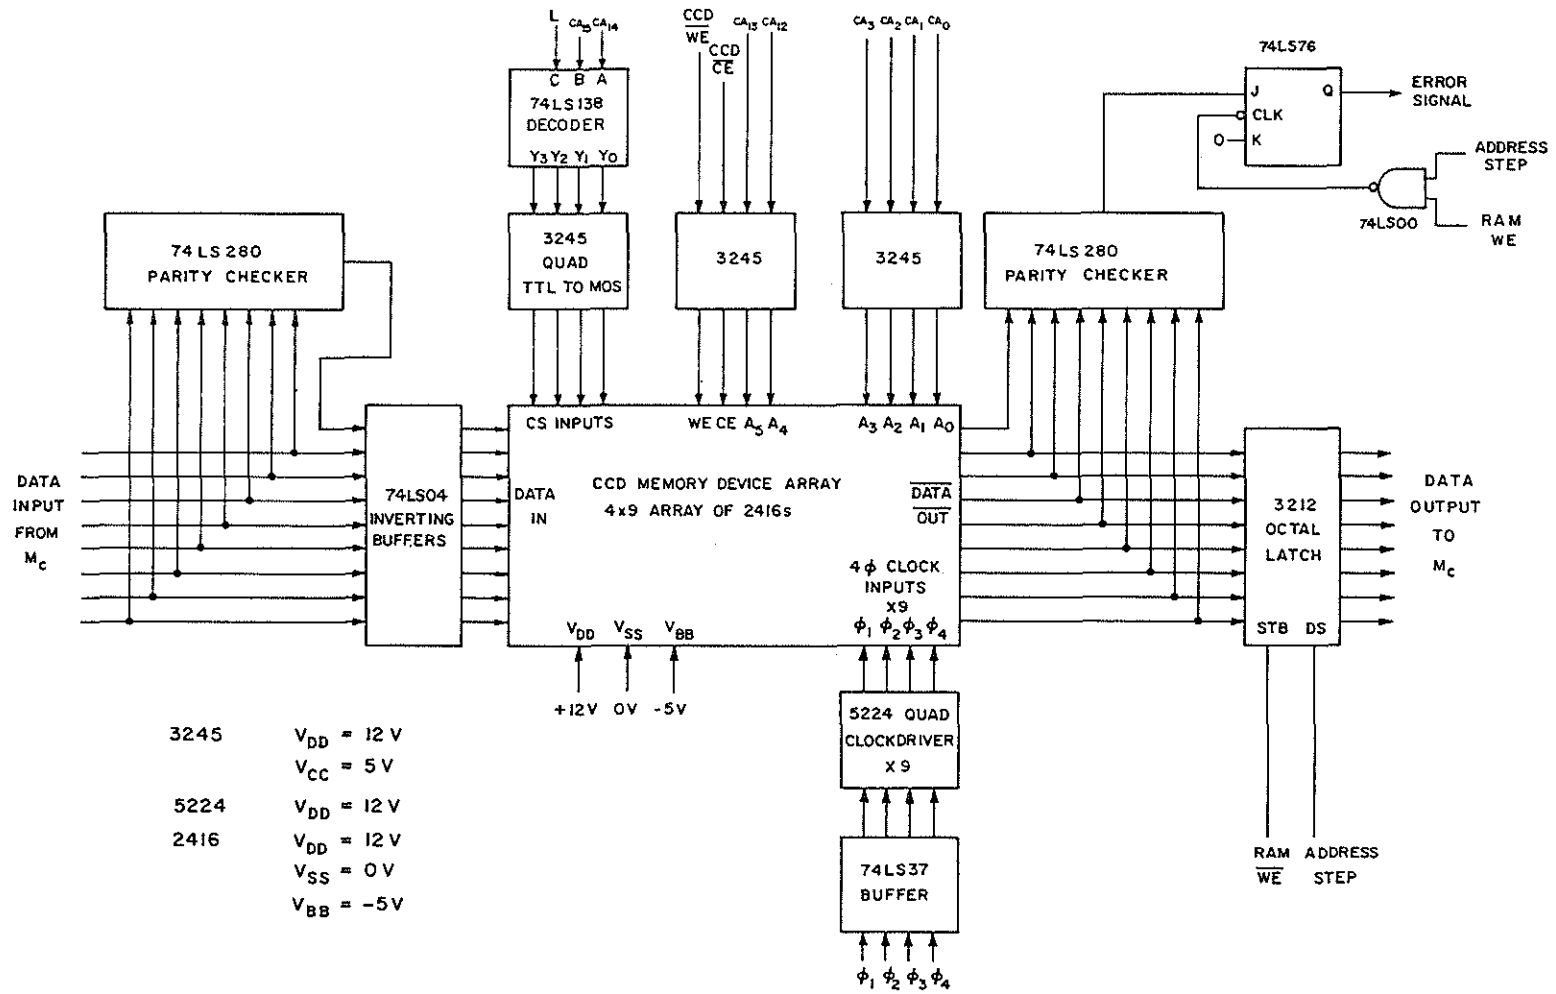 L CA15 CA14
C B A
74LS138
DECODER
Y3 Y2 Y1 Y0
3245
QUAD
TTL TO MOS
CCD
WE
CCD
CE
CA13 CA12
3245
CA3 CA2 CA1 CA0
3245
74LS76
J Q
CLK
0 K
ERROR
SIGNAL
ADDRESS
STEP
74LS00
RAM
WE
74LS280
PARITY CHECKER
74LS280
PARITY CHECKER
DATA
INPUT
FROM
MC
74LS04
INVERTING
BUFFERS
CS INPUTS
WE CE A5 A4
A3 A2 A1 A0
DATA
IN
CCD MEMORY DEVICE ARRAY
4x9 ARRAY OF 2416s
DATA
OUT
4ϕ CLOCK
INPUTS
X9
VDD VSS VBB
ϕ1 ϕ2 ϕ3 ϕ4
3212
OCTAL
LATCH
STB DS
DATA
OUTPUT
TO
MC
+12V 0V -5V
5224 QUAD
CLOCKDRIVER
X9
74LS37
BUFFER
ϕ1 ϕ2 ϕ3 ϕ4
RAM
WE
ADDRESS
STEP
3245 VDD = 12 V
VCC = 5 V
5224 VDD = 12 V
2416 VDD = 12 V
VSS = 0 V
VBB = -5 V